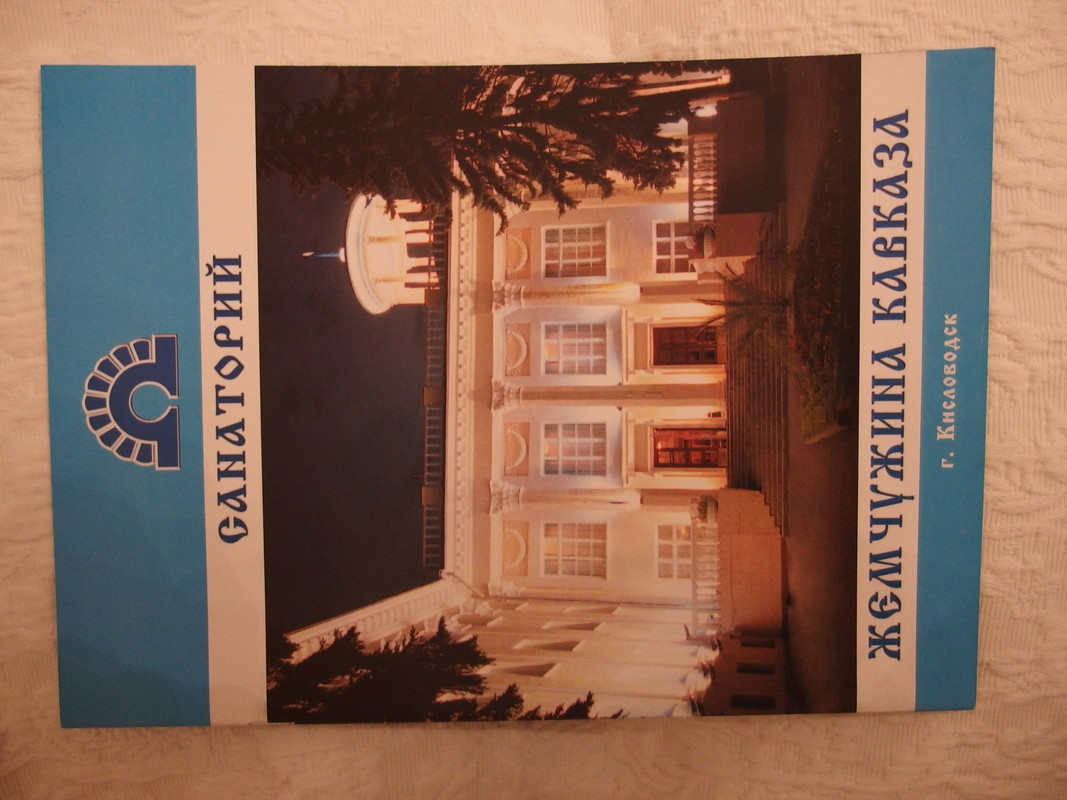 САНАТОРИЙ
ЖЕМЧУЖИНА КАВКАЗА
г. Кисловодск